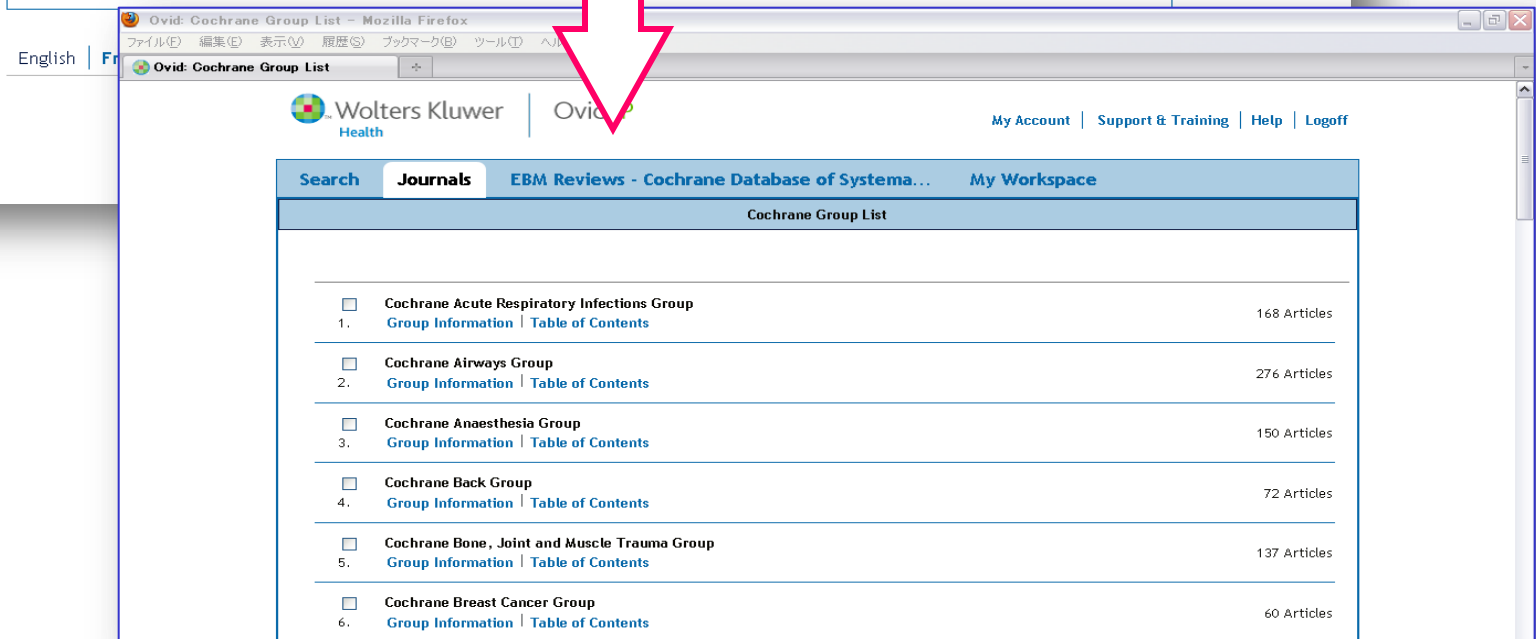 Ovid: Cochrane Group List - Mozilla Firefox
ファイル(F) 編集(E) 表示(V) 履歴(S) ブックマーク(B) ツール(T)
English
Ovid: Cochrane Group List
Wolters Kluwer
Health
My Account Support & Training Help Logoff
Search Journals EBM Reviews - Cochrane Database of Systema... My Workspace
Cochrane Group List
Cochrane Acute Respiratory Infections Group
168 Articles
1. Group Information | Table of Contents
Cochrane Airways Group
276 Articles
2. Group Information | Table of Contents
Cochrane Anaesthesia Group
150 Articles
3. Group Information | Table of Contents
Cochrane Back Group
72 Articles
4. Group Information | Table of Contents
Cochrane Bone, Joint and Muscle Trauma Group
137 Articles
5. Group Information | Table of Contents
Cochrane Breast Cancer Group
60 Articles
6. Group Information | Table of Contents